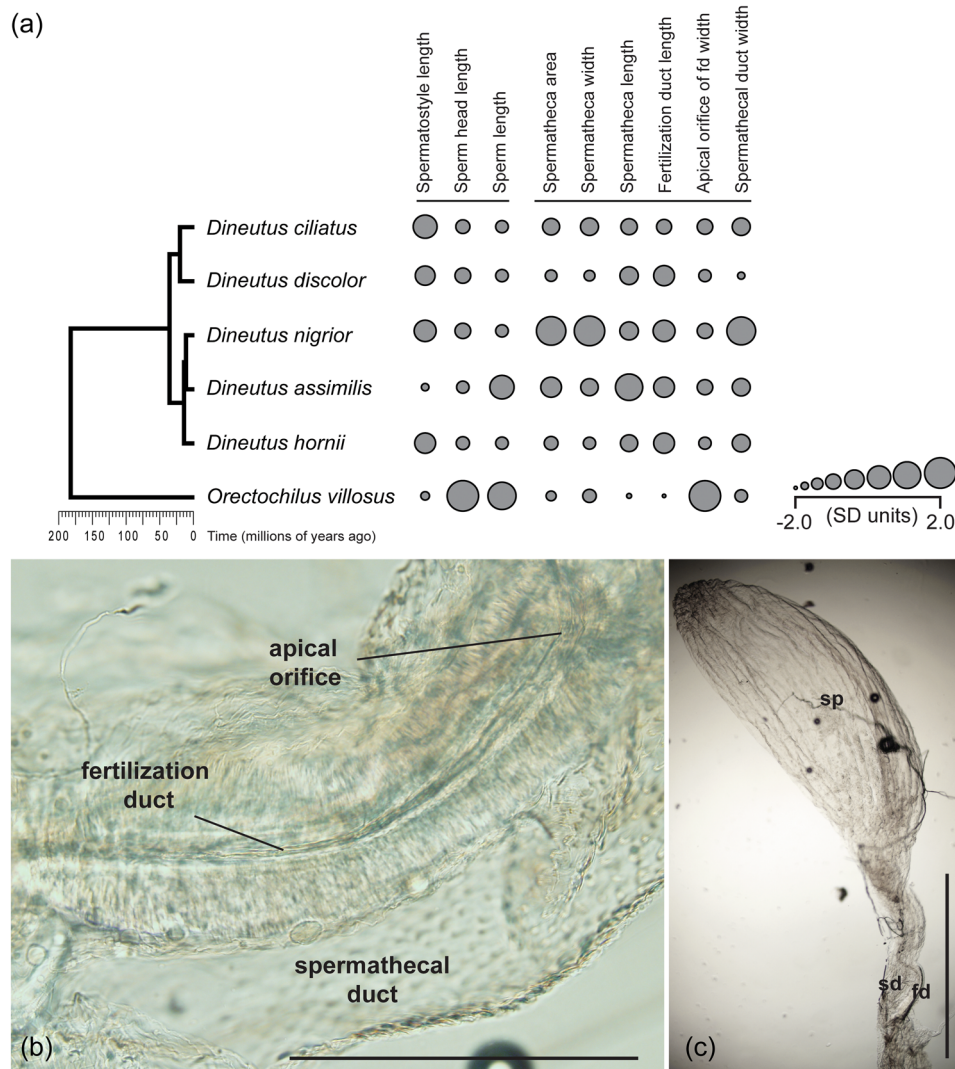 (a)
Spermatostyle length
Sperm head length
Sperm length
Spermatheca area
Spermatheca width
Spermatheca length
Fertilization duct length
Apical orifice of fd width
Spermathecal duct width
Dineutus ciliatus
Dineutus discolor
Dineutus nigrior
Dineutus assimilis
Dineutus hornii
Orectochilus villosus
-2.0 (SD units) 2.0
200 150 100 50 0 Time (millions of years ago)
apical
orifice
fertilization
duct
spermathecal
duct
(b)
sp
sd
fd
(c)